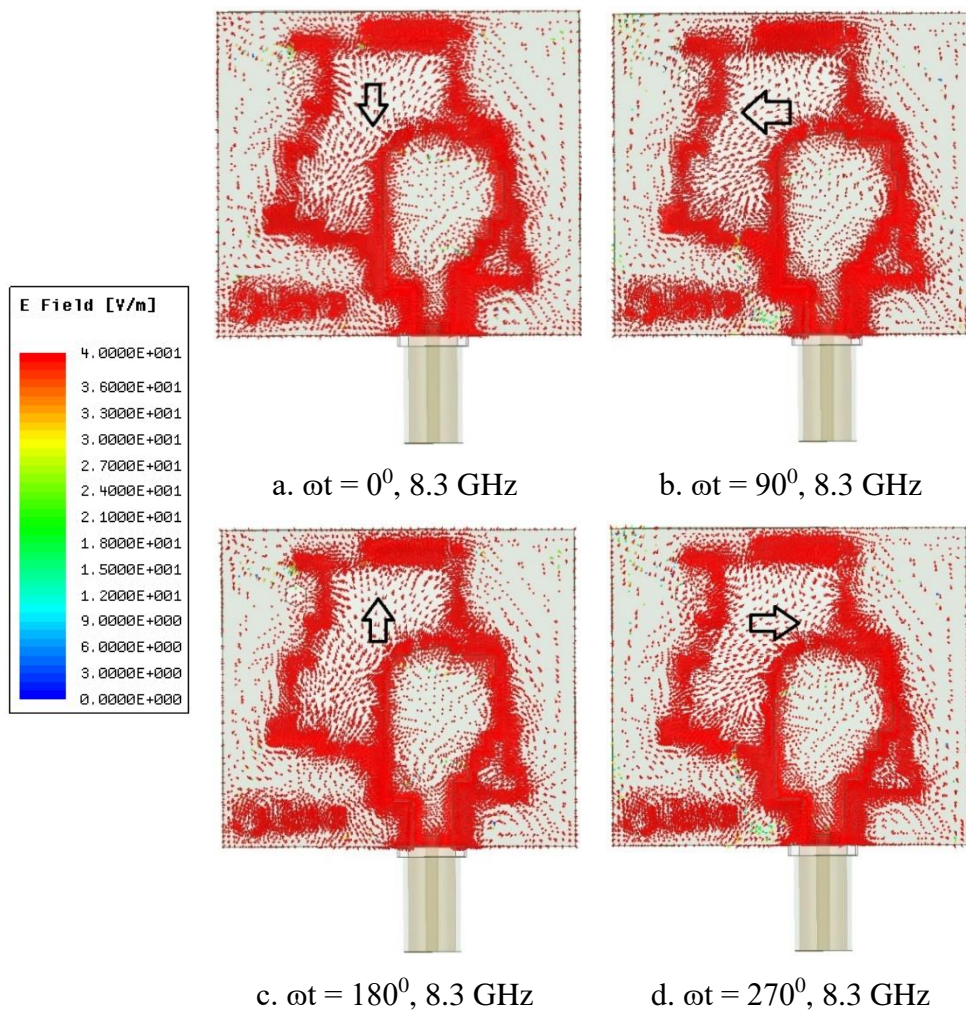 E Field [V/m]
4.0000E+001
3.6000E+001
3.3000E+001
3.0000E+001
2.7000E+001
2.4000E+001
2.1000E+001
1.8000E+001
1.5000E+001
1.2000E+001
9.0000E+000
6.0000E+000
3.0000E+000
0.0000E+000
a. ωt = 0⁰, 8.3 GHz
b. ωt = 90⁰, 8.3 GHz
c. ωt = 180⁰, 8.3 GHz
d. ωt = 270⁰, 8.3 GHz